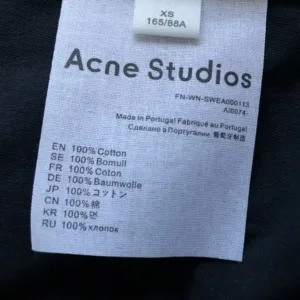 XS
165/88A
Acne Studios
FN-WN-SWEA000113
AI0074-
Made in Portugal Fabriqué au Portugal
Сделано в Португалии 葡萄牙制造
EN 100% Cotton
SE 100% Bomull
FR 100% Coton
DE 100% Baumwolle
JP 100% コットン
CN 100% 棉
KR 100% 면
RU 100% хлопок